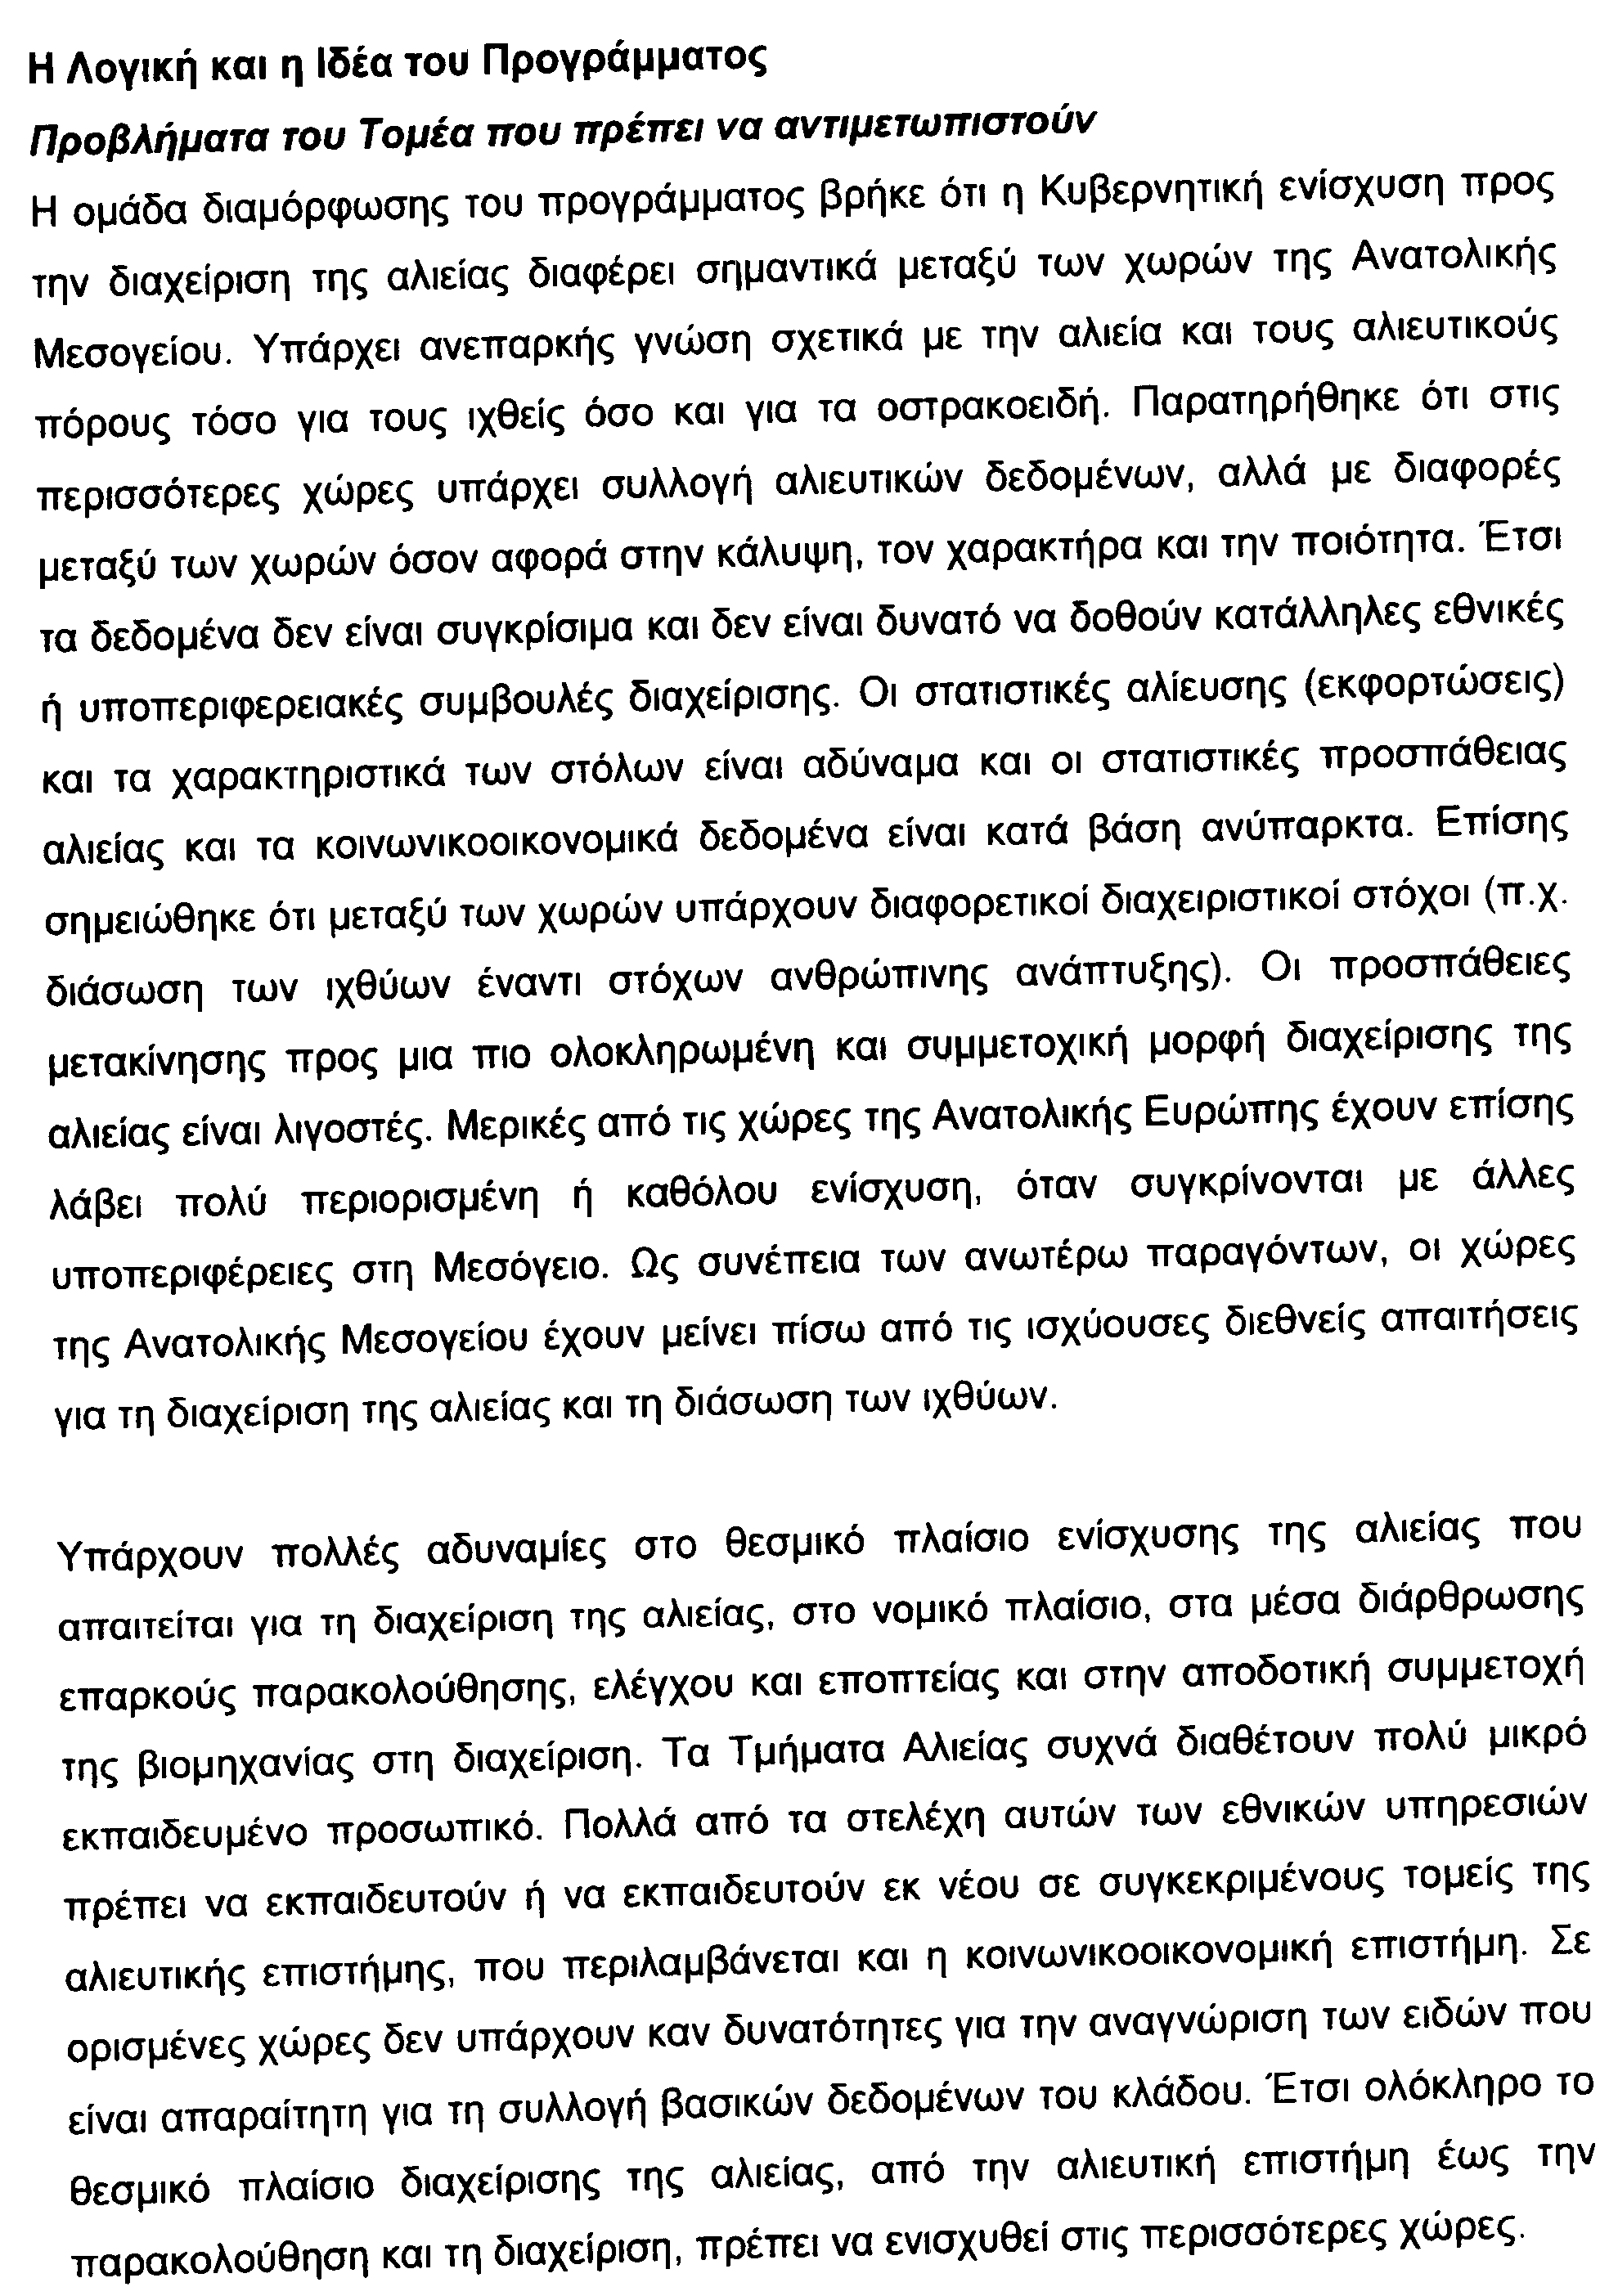 Η Λογική και η Ιδέα του Προγράμματος
Προβλήματα του Τομέα που πρέπει να αντιμετωπιστούν
Η ομάδα διαμόρφωσης του προγράμματος βρήκε ότι η Κυβερνητική ενίσχυση προς
την διαχείριση της αλιείας διαφέρει σημαντικά μεταξύ των χωρών της Ανατολικής
Μεσογείου. Υπάρχει ανεπαρκής γνώση σχετικά με την αλιεία και τους αλιευτικούς
πόρους τόσο για τους ιχθείς όσο και για τα οστρακοειδή. Παρατηρήθηκε ότι στις
περισσότερες χώρες υπάρχει συλλογή αλιευτικών δεδομένων, αλλά με διαφορές
μεταξύ των χωρών όσον αφορά στην κάλυψη, τον χαρακτήρα και την ποιότητα. Έτσι
τα δεδομένα δεν είναι συγκρίσιμα και δεν είναι δυνατό να δοθούν κατάλληλες εθνικές
ή υποπεριφερειακές συμβουλές διαχείρισης. Οι στατιστικές αλίευσης (εκφορτώσεις)
και τα χαρακτηριστικά των στόλων είναι αδύναμα και οι στατιστικές προσπάθειας
αλιείας και τα κοινωνικοοικονομικά δεδομένα είναι κατά βάση ανύπαρκτα. Επίσης
σημειώθηκε ότι μεταξύ των χωρών υπάρχουν διαφορετικοί διαχειριστικοί στόχοι (π.χ.
διάσωση των ιχθύων έναντι στόχων ανθρώπινης ανάπτυξης). Οι προσπάθειες
μετακίνησης προς μια πιο ολοκληρωμένη και συμμετοχική μορφή διαχείρισης της
αλιείας είναι λιγοστές. Μερικές από τις χώρες της Ανατολικής Ευρώπης έχουν επίσης
λάβει πολύ περιορισμένη ή καθόλου ενίσχυση, όταν συγκρίνονται με άλλες
υποπεριφέρειες στη Μεσόγειο. Ως συνέπεια των ανωτέρω παραγόντων, οι χώρες
της Ανατολικής Μεσογείου έχουν μείνει πίσω από τις ισχύουσες διεθνείς απαιτήσεις
για τη διαχείριση της αλιείας και τη διάσωση των ιχθύων.
Υπάρχουν πολλές αδυναμίες στο θεσμικό πλαίσιο ενίσχυσης της αλιείας που
απαιτείται για τη διαχείριση της αλιείας, στο νομικό πλαίσιο, στα μέσα διάρθρωσης
επαρκούς παρακολούθησης, ελέγχου και εποπτείας και στην αποδοτική συμμετοχή
της βιομηχανίας στη διαχείριση. Τα Τμήματα Αλιείας συχνά διαθέτουν πολύ μικρό
εκπαιδευμένο προσωπικό. Πολλά από τα στελέχη αυτών των εθνικών υπηρεσιών
πρέπει να εκπαιδευτούν ή να εκπαιδευτούν εκ νέου σε συγκεκριμένους τομείς της
αλιευτικής επιστήμης, που περιλαμβάνεται και η κοινωνικοοικονομική επιστήμη. Σε
ορισμένες χώρες δεν υπάρχουν καν δυνατότητες για την αναγνώριση των ειδών που
είναι απαραίτητη για τη συλλογή βασικών δεδομένων του κλάδου. Έτσι ολόκληρο το
θεσμικό πλαίσιο διαχείρισης της αλιείας, από την αλιευτική επιστήμη έως την
παρακολούθηση και τη διαχείριση, πρέπει να ενισχυθεί στις περισσότερες χώρες.